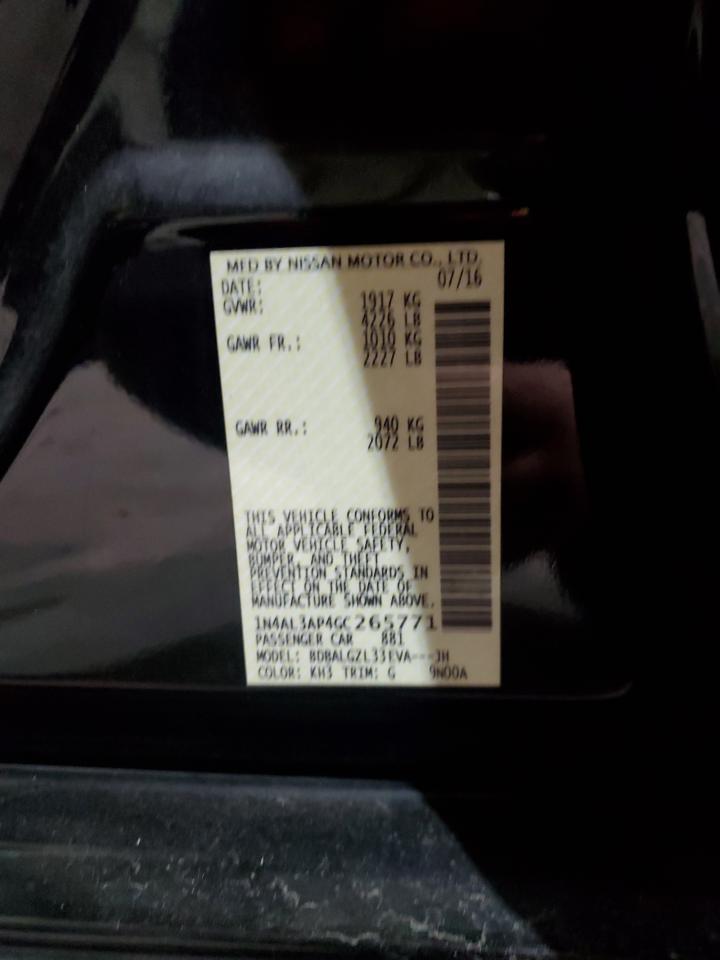 MFD BY NISSAN MOTOR CO., LTD.
DATE: 07/16
GVWR: 1917 KG
4226 LB
GAWR FR.: 1010 KG
2227 LB
GAWR RR.: 940 KG
2072 LB
THIS VEHICLE CONFORMS TO
ALL APPLICABLE FEDERAL
MOTOR VEHICLE SAFETY,
BUMPER, AND THEFT
PREVENTION STANDARDS IN
EFFECT ON THE DATE OF
MANUFACTURE SHOWN ABOVE.
1N4AL3AP4GC265771
PASSENGER CAR 881
MODEL: BDBALGZL33EVA---JH
COLOR: KH3 TRIM: G 9N00A